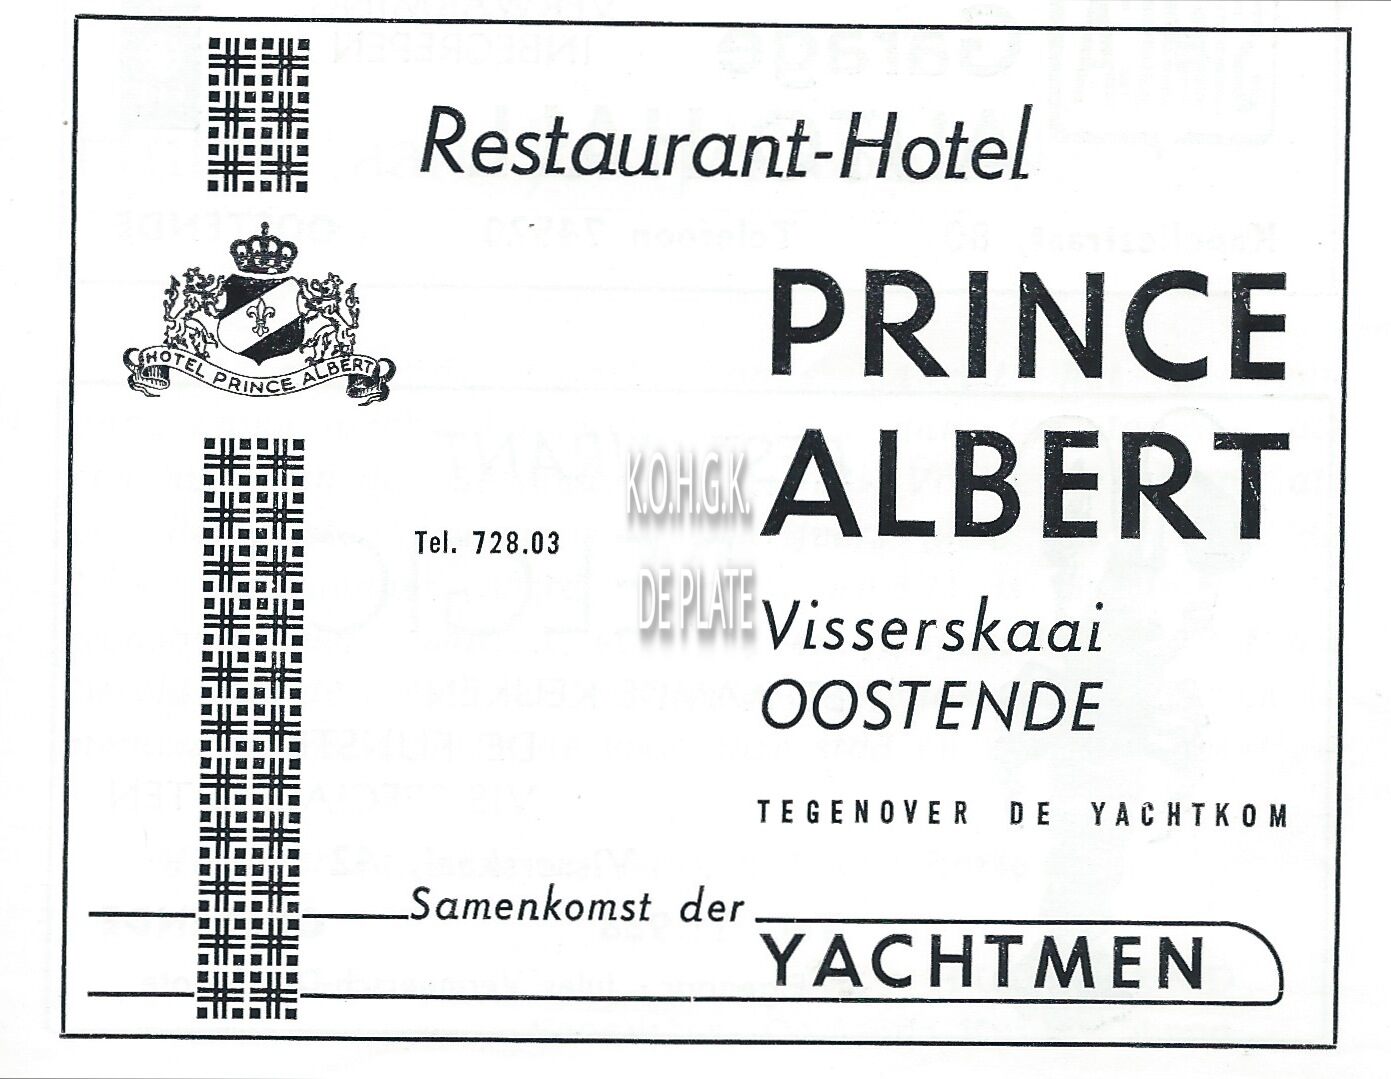 Restaurant-Hotel
HOTEL PRINCE ALBERT
PRINCE
ALBERT
K.O.H.G.K.
DE PLATE
Tel. 728.03
Visserskaai
OOSTENDE
TEGENOVER DE YACHTKOM
Samenkomst der
YACHTMEN